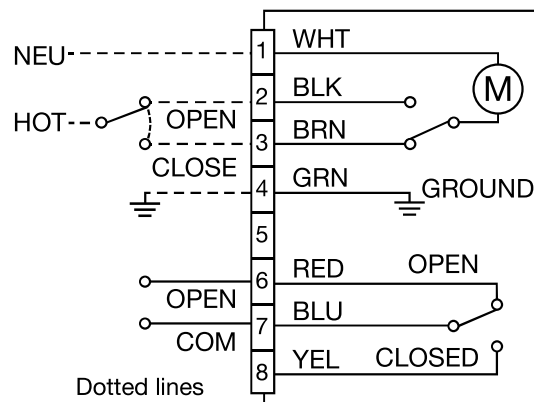 NEU
1 WHT
M
2 BLK
OPEN
HOT
3 BRN
CLOSE
4 GRN
GROUND
5
6 RED OPEN
OPEN
7 BLU
COM
8 YEL CLOSED
Dotted lines